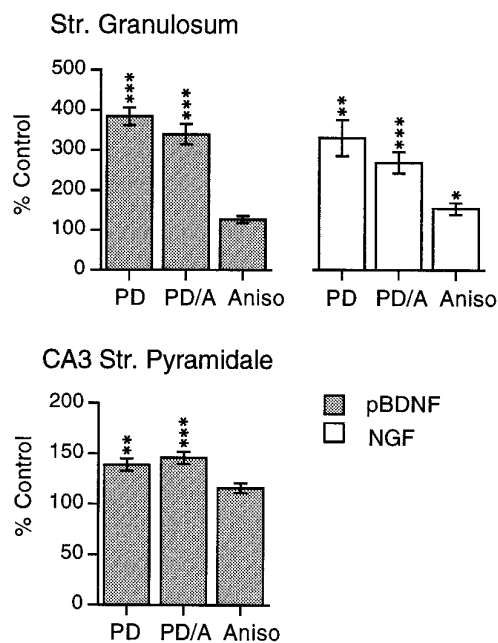 Str. Granulosum
500
400
300
200
100
0
% Control
***
***
**
***
*
PD PD/A Aniso
PD PD/A Aniso
CA3 Str. Pyramidale
200
150
100
50
0
% Control
**
***
pBDNF
NGF
PD PD/A Aniso